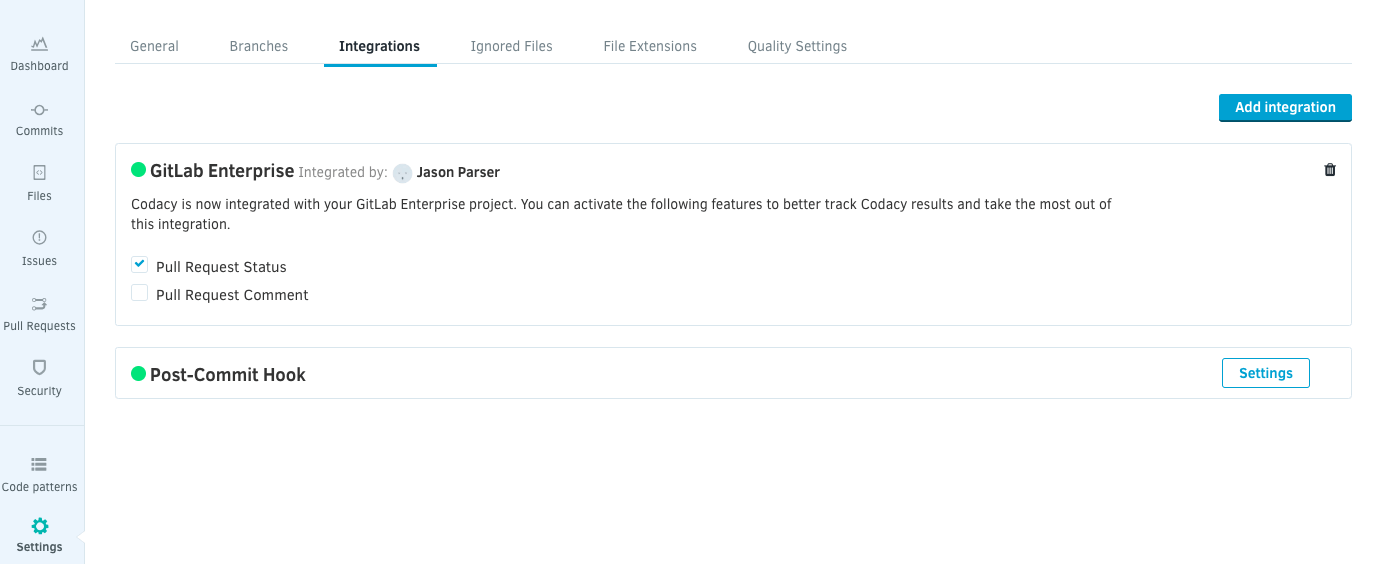 General Branches Integrations Ignored Files File Extensions Quality Settings
Dashboard
Commits
Files
Issues
Pull Requests
Security
Code patterns
Settings
Add integration
GitLab Enterprise Integrated by: Jason Parser
Codacy is now integrated with your GitLab Enterprise project. You can activate the following features to better track Codacy results and take the most out of
this integration.
Pull Request Status
Pull Request Comment
Post-Commit Hook Settings